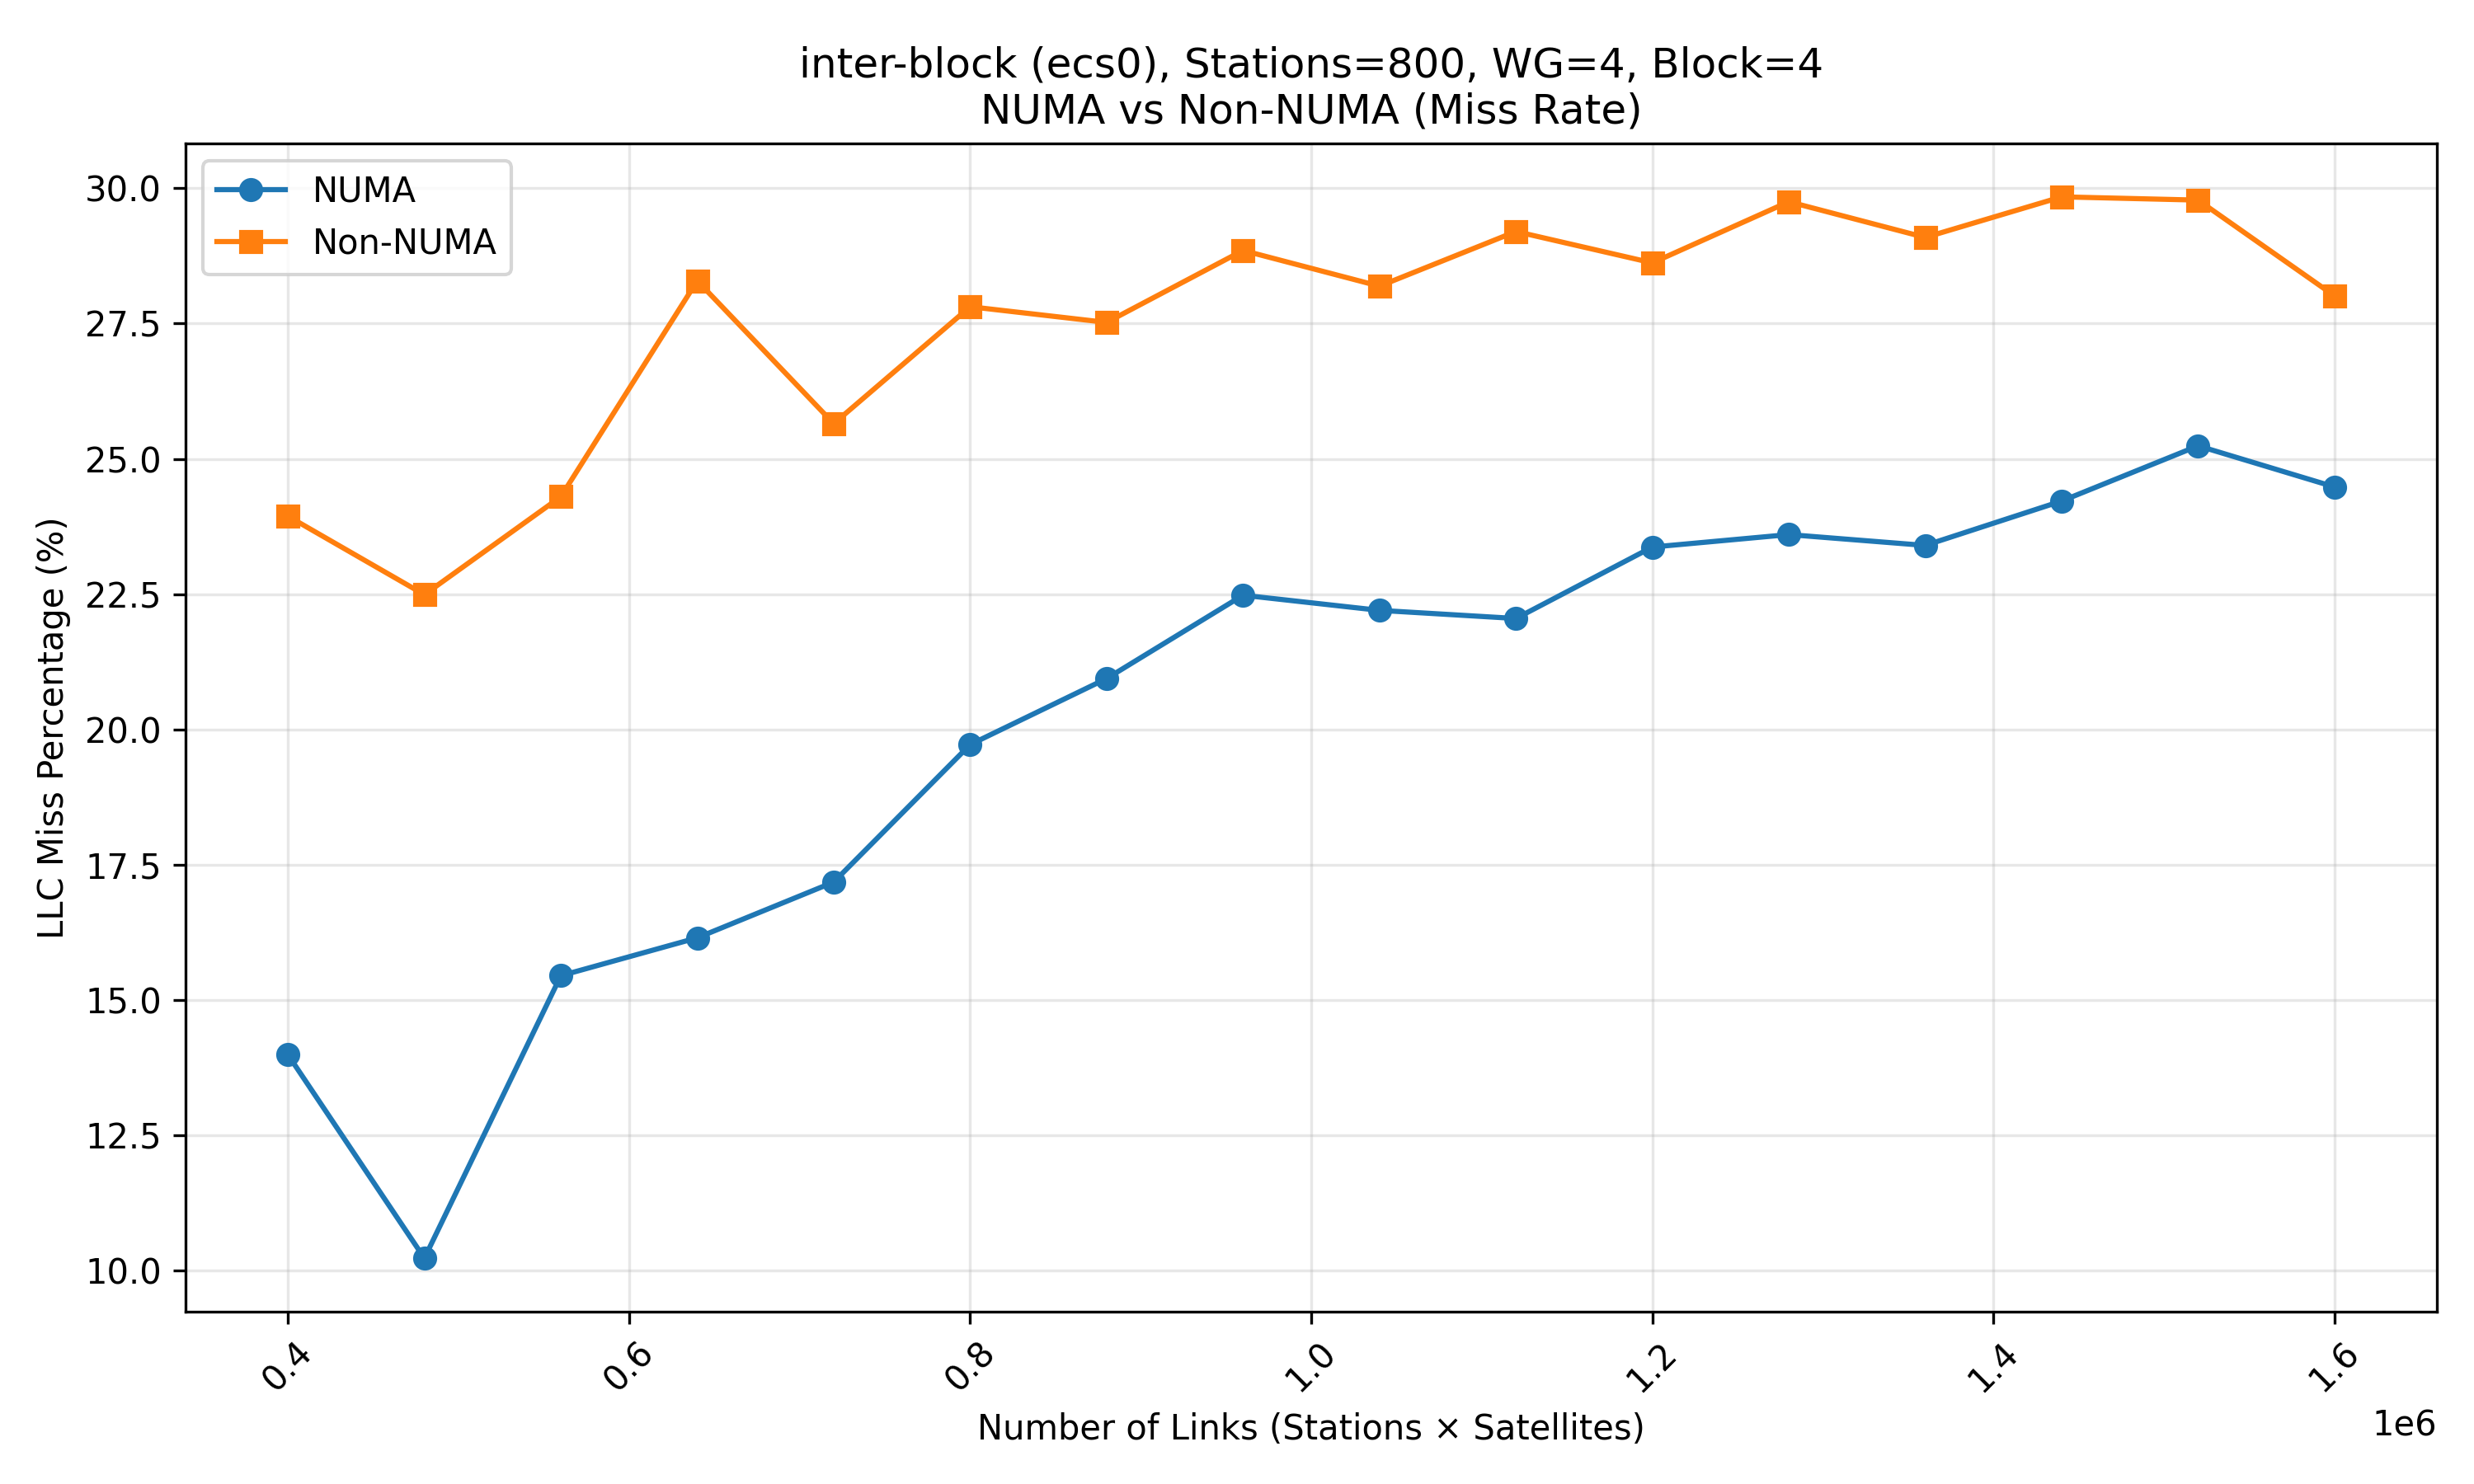 inter-block (ecs0), Stations=800, WG=4, Block=4
NUMA vs Non-NUMA (Miss Rate)
NUMA
Non-NUMA
LLC Miss Percentage (%)
30.0
27.5
25.0
22.5
20.0
17.5
15.0
12.5
10.0
0.4
0.6
0.8
1.0
1.2
1.4
1.6
1e6
Number of Links (Stations × Satellites)